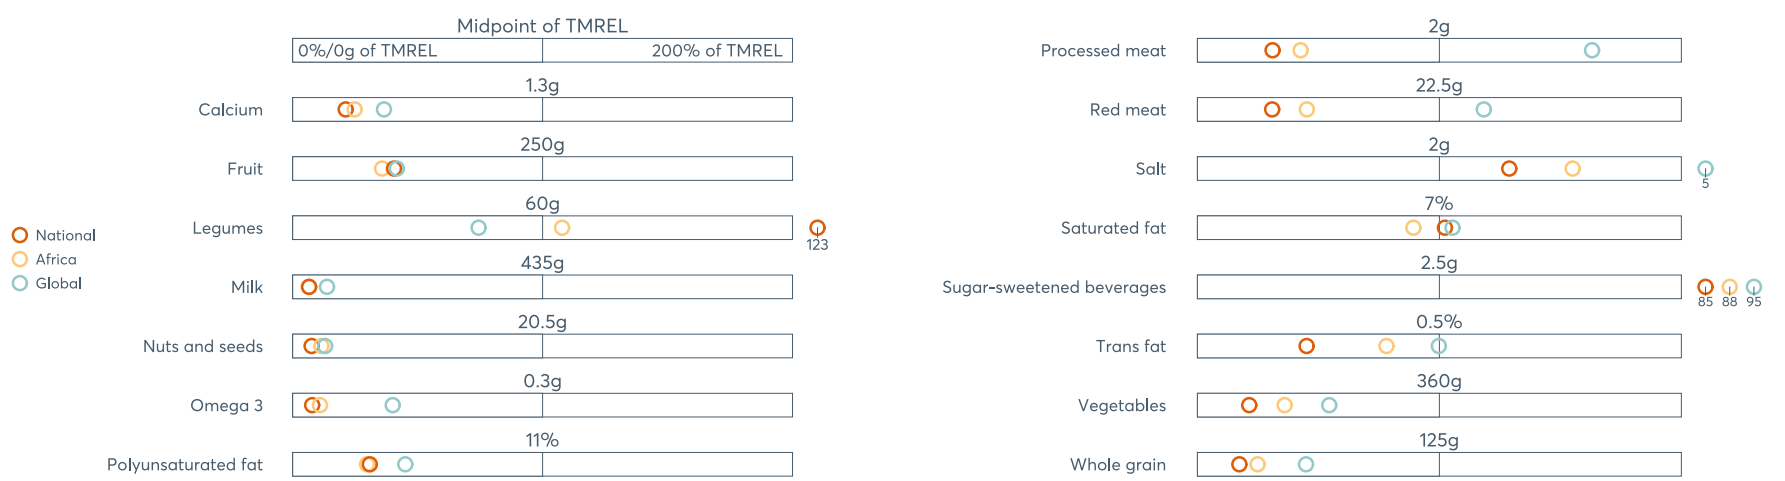 Midpoint of TMREL
0%/0g of TMREL 200% of TMREL
1.3g
Calcium
250g
Fruit
60g
Legumes
123
435g
Milk
20.5g
Nuts and seeds
0.3g
Omega 3
11%
Polyunsaturated fat
National
Africa
Global
2g
Processed meat
22.5g
Red meat
2g
Salt
5
7%
Saturated fat
2.5g
Sugar-sweetened beverages
85 88 95
0.5%
Trans fat
360g
Vegetables
125g
Whole grain